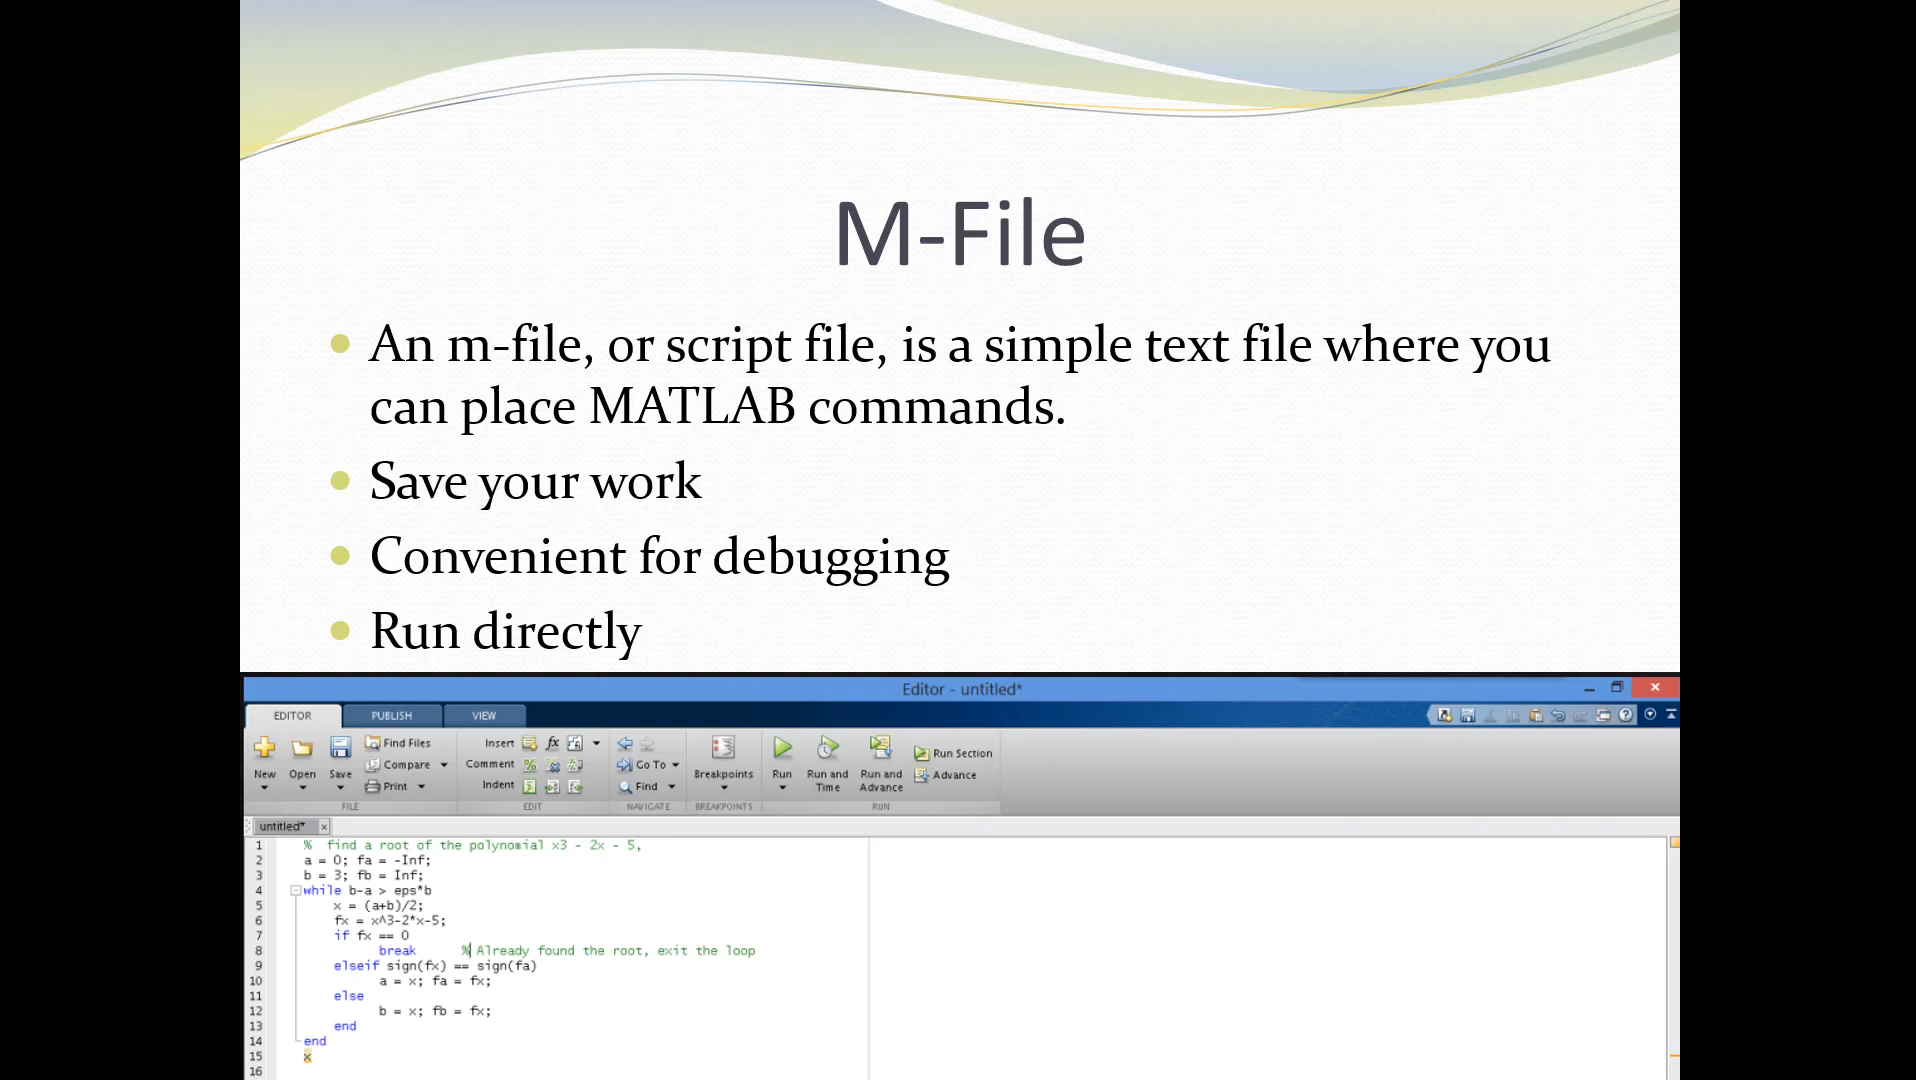 M-File
An m-file, or script file, is a simple text file where you
can place MATLAB commands.
Save your work
Convenient for debugging
Run directly
Editor - untitled*
EDITOR PUBLISH VIEW
New Open Save Find Files Compare Print
FILE
Insert fx
Comment %
Indent
EDIT
Go To
Find
NAVIGATE
Breakpoints
BREAKPOINTS
Run Run and Time Run and Advance Run Section Advance
RUN
untitled* x
1 % find a root of the polynomial x3 - 2x - 5,
2 a = 0; fa = -Inf;
3 b = 3; fb = Inf;
4 while b-a > eps*b
5 x = (a+b)/2;
6 fx = x^3-2*x-5;
7 if fx == 0
8 break % Already found the root, exit the loop
9 elseif sign(fx) == sign(fa)
10 a = x; fa = fx;
11 else
12 b = x; fb = fx;
13 end
14 end
15 x
16